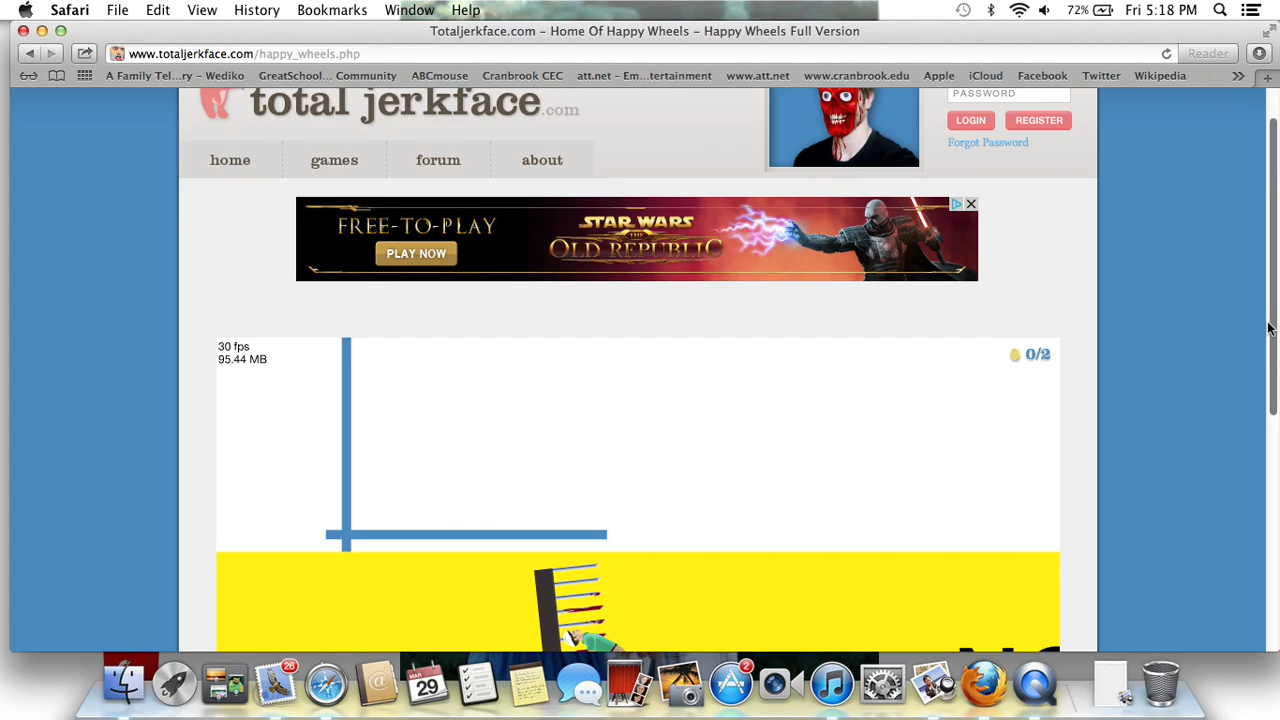 Safari File Edit View History Bookmarks Window Help 72% Fri 5:18 PM
Totaljerkface.com – Home Of Happy Wheels – Happy Wheels Full Version
www.totaljerkface.com/happy_wheels.php Reader
A Family Tel...ry – Wediko GreatSchool... Community ABCmouse Cranbrook CEC att.net – Em...tertainment www.att.net www.cranbrook.edu Apple iCloud Facebook Twitter Wikipedia
total jerkface.com
PASSWORD
LOGIN REGISTER
Forgot Password
home games forum about
FREE-TO-PLAY
PLAY NOW
STAR WARS
THE
OLD REPUBLIC
30 fps
95.44 MB
0/2
26
MAR
29
2